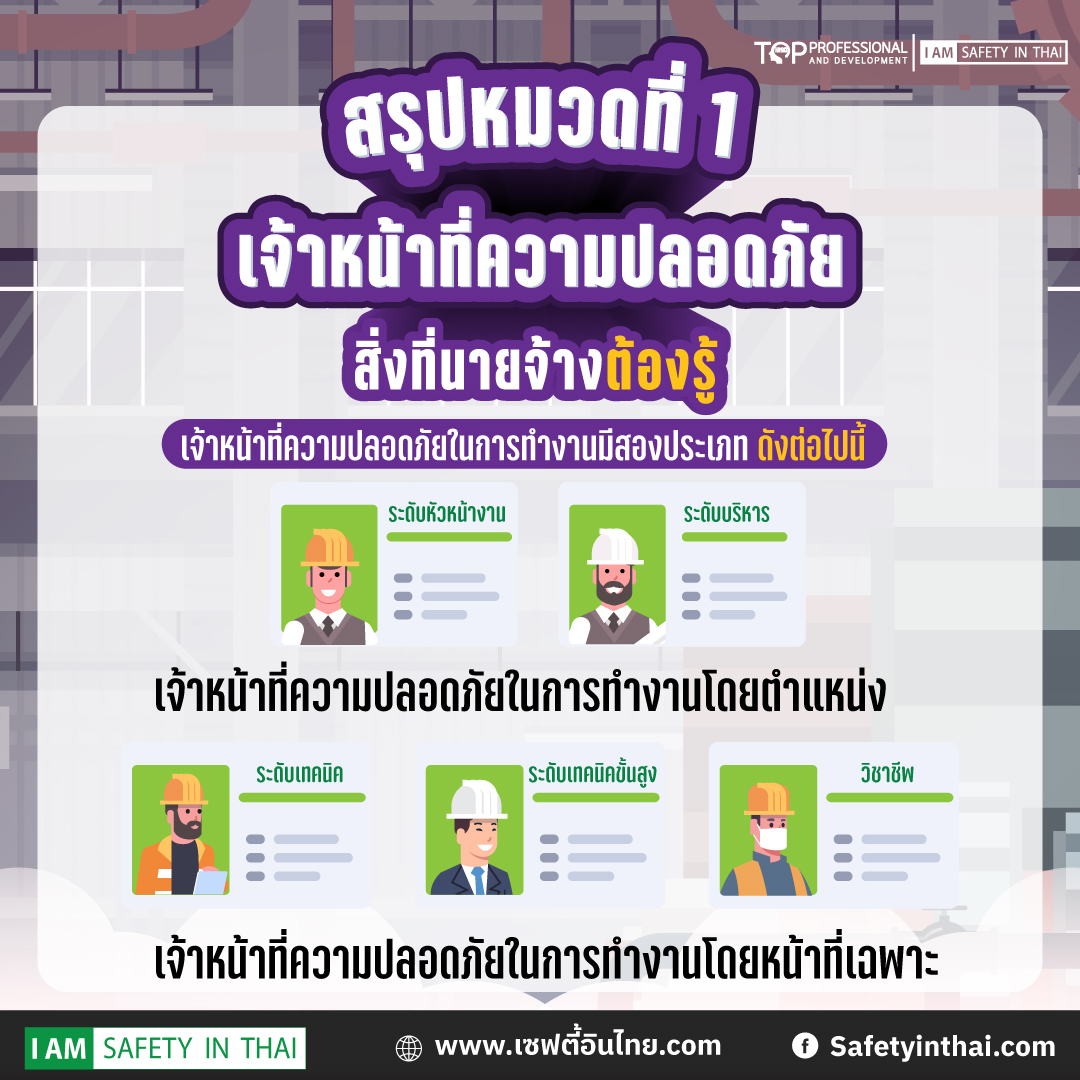 TOP PROFESSIONAL AND DEVELOPMENT
I AM SAFETY IN THAI
สรุปหมวดที่ 1
เจ้าหน้าที่ความปลอดภัย
สิ่งที่นายจ้างต้องรู้
เจ้าหน้าที่ความปลอดภัยในการทำงานมีสองประเภท ดังต่อไปนี้
ระดับหัวหน้างาน
ระดับบริหาร
เจ้าหน้าที่ความปลอดภัยในการทำงานโดยตำแหน่ง
ระดับเทคนิค
ระดับเทคนิคขั้นสูง
วิชาชีพ
เจ้าหน้าที่ความปลอดภัยในการทำงานโดยหน้าที่เฉพาะ
I AM SAFETY IN THAI
www.เซฟตี้อินไทย.com
Safetyinthai.com